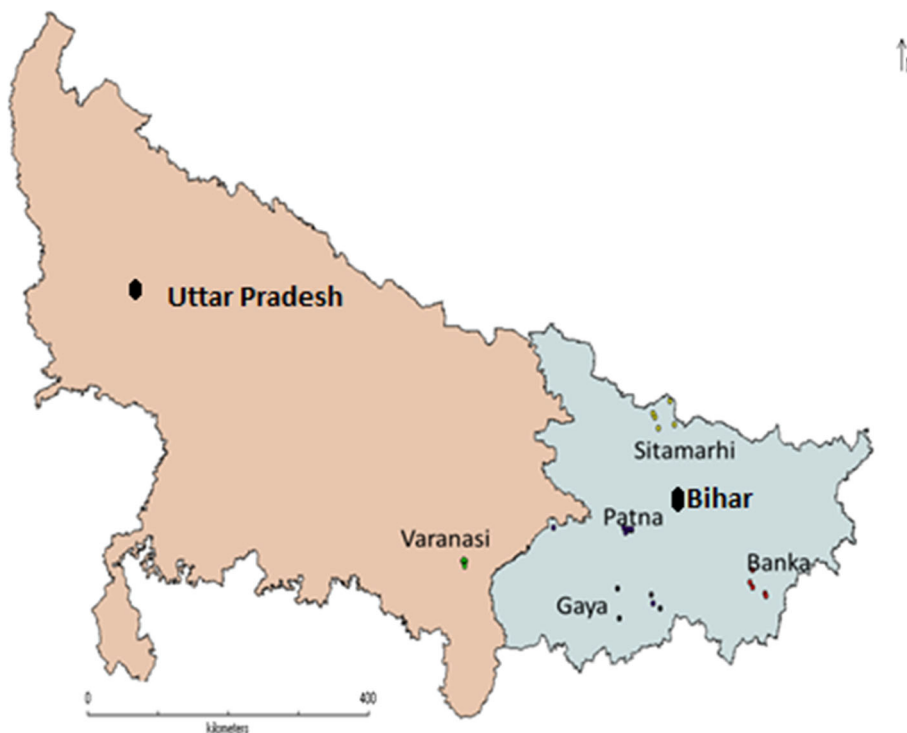 Uttar Pradesh
Sitamarhi
Bihar
Patna
Varanasi
Banka
Gaya
0 400
kilometers